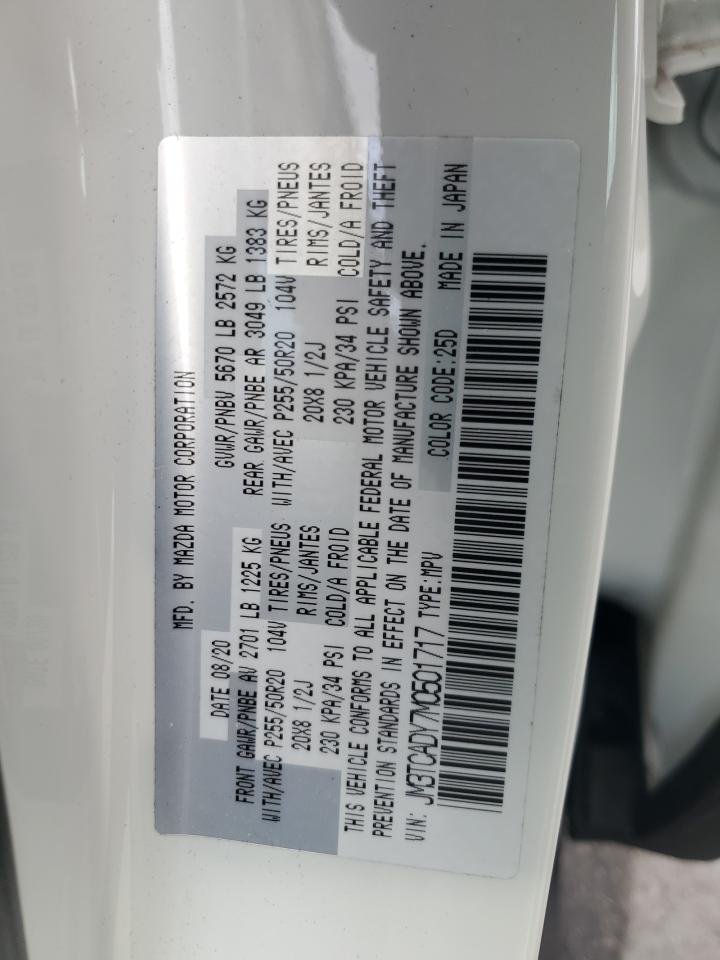 MFD. BY MAZDA MOTOR CORPORATION
DATE 08/20 GVWR/PNBV 5670 LB 2572 KG
FRONT GAWR/PNBE AV 2701 LB 1225 KG REAR GAWR/PNBE AR 3049 LB 1383 KG
WITH/AVEC P255/50R20 104V TIRES/PNEUS WITH/AVEC P255/50R20 104V TIRES/PNEUS
20X8 1/2J RIMS/JANTES 20X8 1/2J RIMS/JANTES
230 KPA/34 PSI COLD/A FROID 230 KPA/34 PSI COLD/A FROID
THIS VEHICLE CONFORMS TO ALL APPLICABLE FEDERAL MOTOR VEHICLE SAFETY AND THEFT
PREVENTION STANDARDS IN EFFECT ON THE DATE OF MANUFACTURE SHOWN ABOVE.
VIN: JM3TCADY7M0501717 TYPE:MPV COLOR CODE:25D MADE IN JAPAN